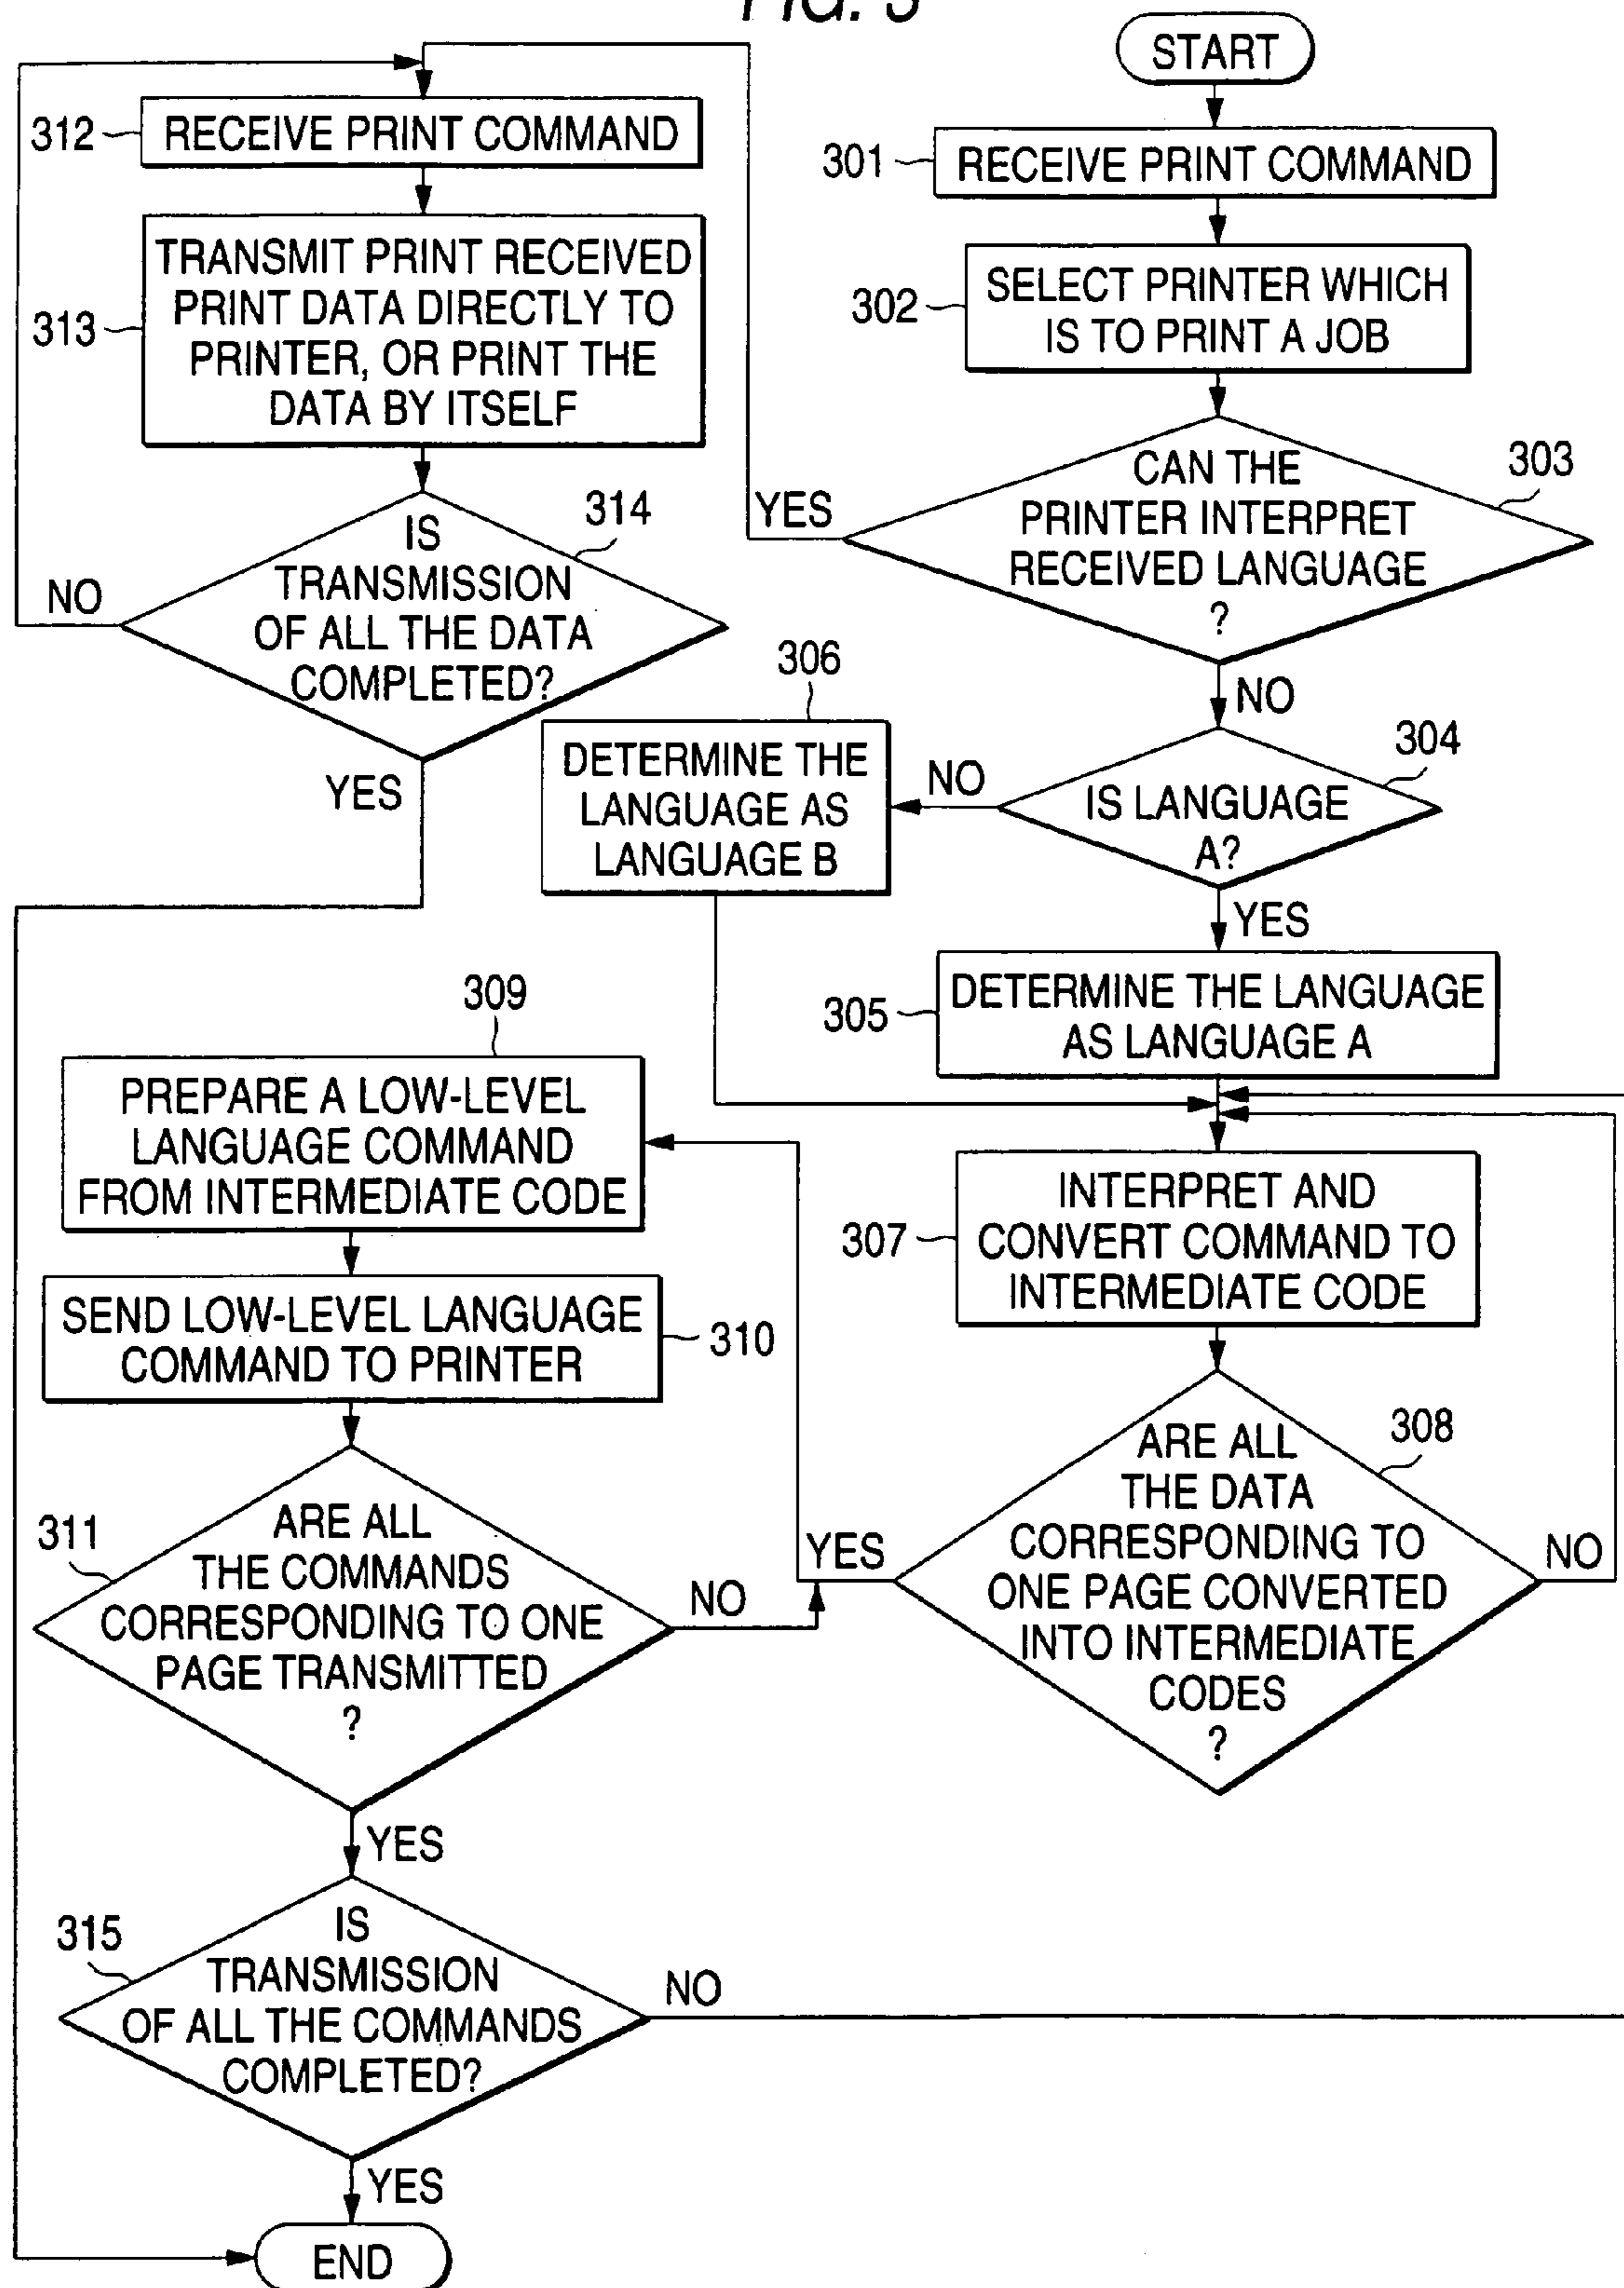 FIG. 3
START
301
RECEIVE PRINT COMMAND
302
SELECT PRINTER WHICH
IS TO PRINT A JOB
303
CAN THE
PRINTER INTERPRET
RECEIVED LANGUAGE
?
YES
NO
304
IS LANGUAGE
A?
NO
YES
306
DETERMINE THE
LANGUAGE AS
LANGUAGE B
305
DETERMINE THE LANGUAGE
AS LANGUAGE A
307
INTERPRET AND
CONVERT COMMAND TO
INTERMEDIATE CODE
308
ARE ALL
THE DATA
CORRESPONDING TO
ONE PAGE CONVERTED
INTO INTERMEDIATE
CODES
?
YES
NO
312
RECEIVE PRINT COMMAND
313
TRANSMIT PRINT RECEIVED
PRINT DATA DIRECTLY TO
PRINTER, OR PRINT THE
DATA BY ITSELF
314
IS
TRANSMISSION
OF ALL THE DATA
COMPLETED?
NO
YES
309
PREPARE A LOW-LEVEL
LANGUAGE COMMAND
FROM INTERMEDIATE CODE
310
SEND LOW-LEVEL LANGUAGE
COMMAND TO PRINTER
311
ARE ALL
THE COMMANDS
CORRESPONDING TO ONE
PAGE TRANSMITTED
?
NO
YES
315
IS
TRANSMISSION
OF ALL THE COMMANDS
COMPLETED?
NO
YES
END